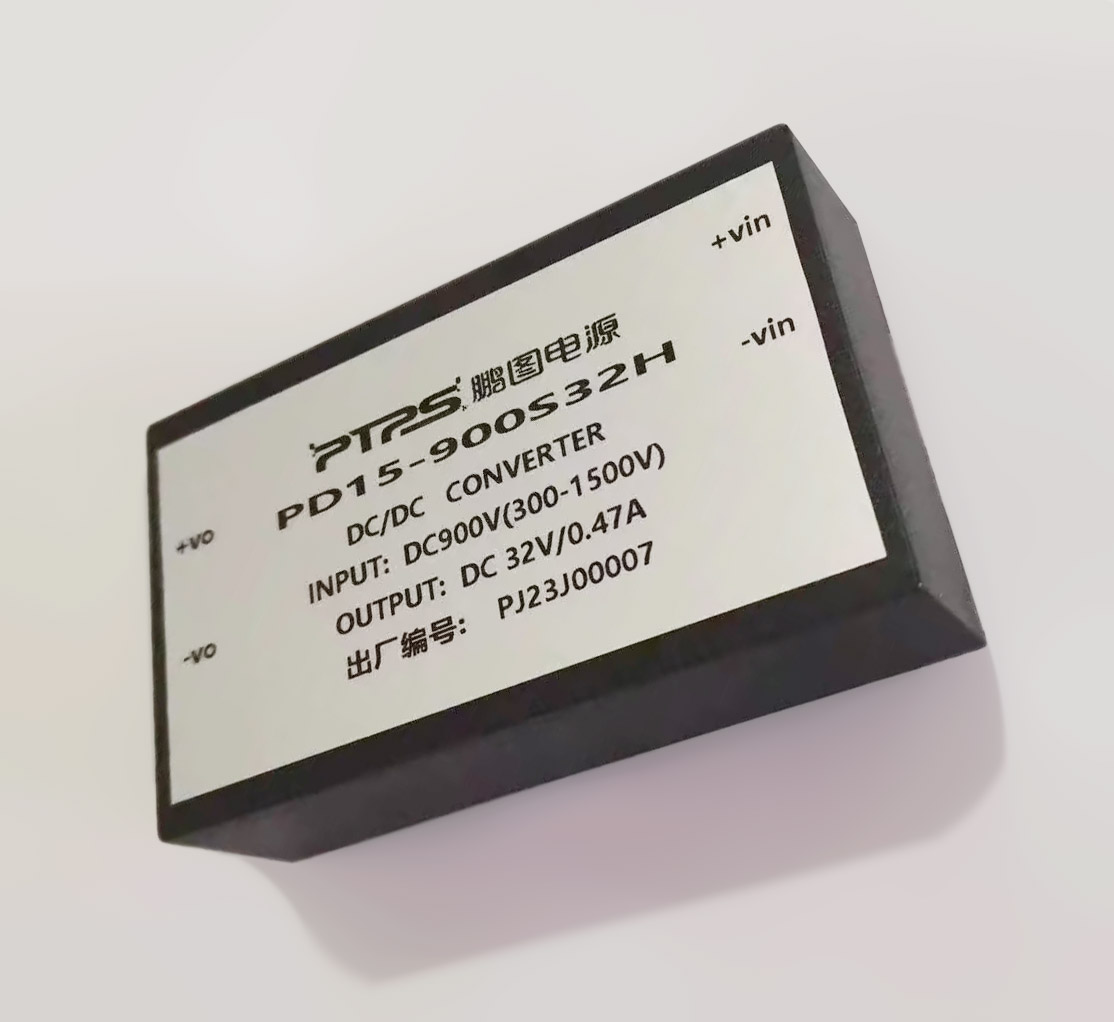 +vin
-vin
PTPS 鹏图电源
PD15-900S32H
DC/DC CONVERTER
INPUT: DC900V(300-1500V)
OUTPUT: DC 32V/0.47A
出厂编号: PJ23J00007
+vo
-vo